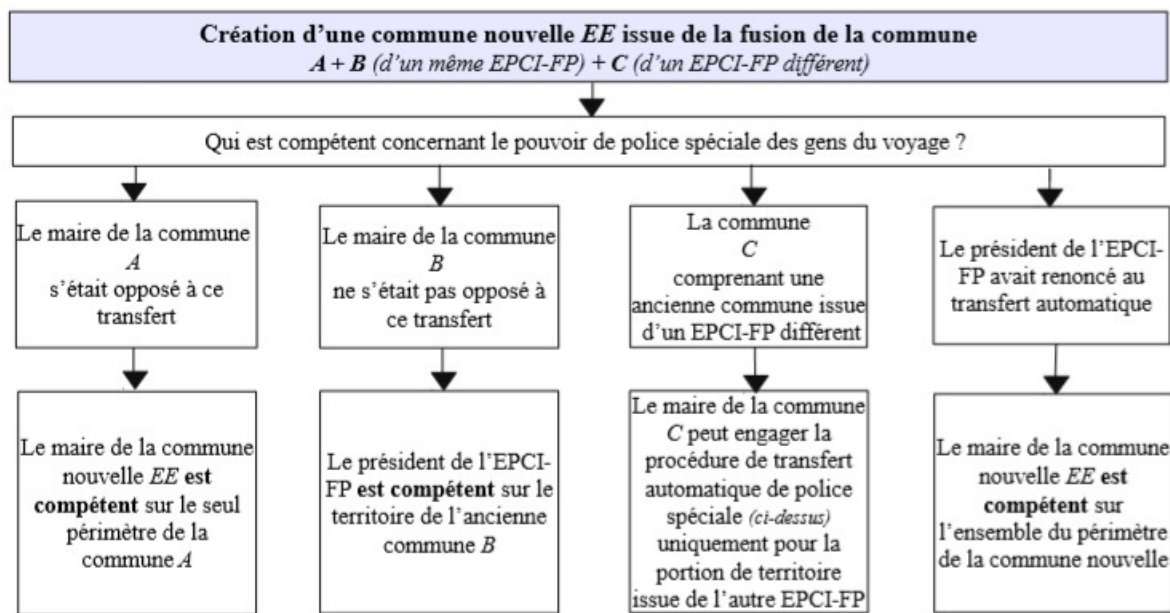 Création d’une commune nouvelle EE issue de la fusion de la commune
A + B (d’un même EPCI-FP) + C (d’un EPCI-FP différent)
Qui est compétent concernant le pouvoir de police spéciale des gens du voyage ?
Le maire de la commune
A
s’était opposé à ce
transfert
Le maire de la commune
B
ne s’était pas opposé à
ce transfert
La commune
C
comprenant une
ancienne commune issue
d’un EPCI-FP différent
Le président de l’EPCI-
FP avait renoncé au
transfert automatique
Le maire de la commune
nouvelle EE est
compétent sur le seul
périmètre de la
commune A
Le président de l’EPCI-
FP est compétent sur le
territoire de l’ancienne
commune B
Le maire de la commune
C peut engager la
procédure de transfert
automatique de police
spéciale (ci-dessus)
uniquement pour la
portion de territoire
issue de l’autre EPCI-FP
Le maire de la commune
nouvelle EE est
compétent sur
l’ensemble du périmètre
de la commune nouvelle